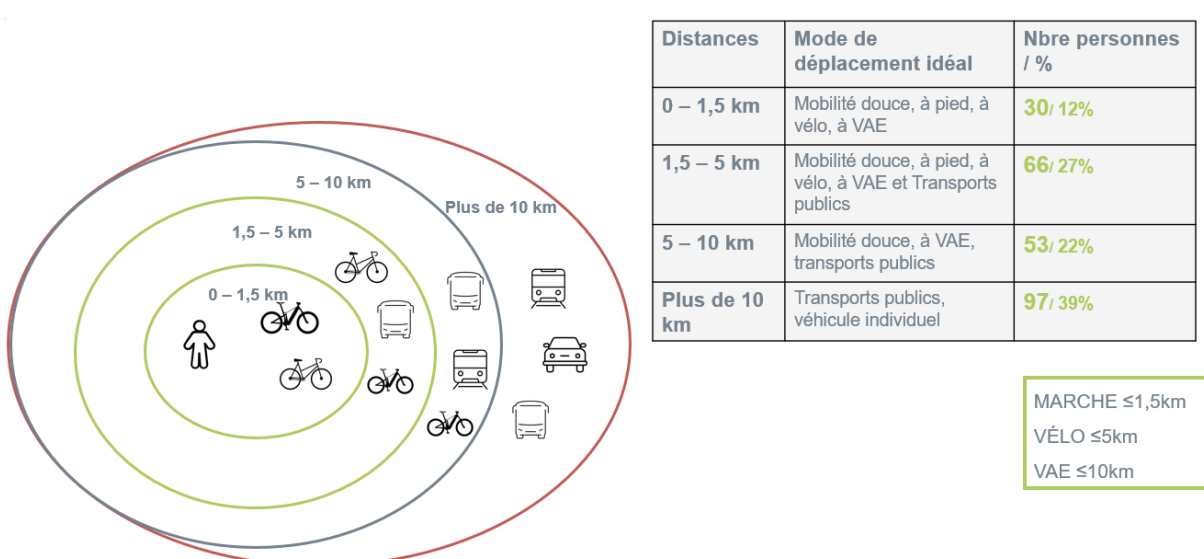 5 – 10 km
Plus de 10 km
1,5 – 5 km
0 – 1,5 km
Distances
Mode de
déplacement idéal
Nbre personnes
/ %
0 – 1,5 km
Mobilité douce, à pied, à
vélo, à VAE
30/ 12%
1,5 – 5 km
Mobilité douce, à pied, à
vélo, à VAE et Transports
publics
66/ 27%
5 – 10 km
Mobilité douce, à VAE,
transports publics
53/ 22%
Plus de 10
km
Transports publics,
véhicule individuel
97/ 39%
MARCHE ≤1,5km
VÉLO ≤5km
VAE ≤10km